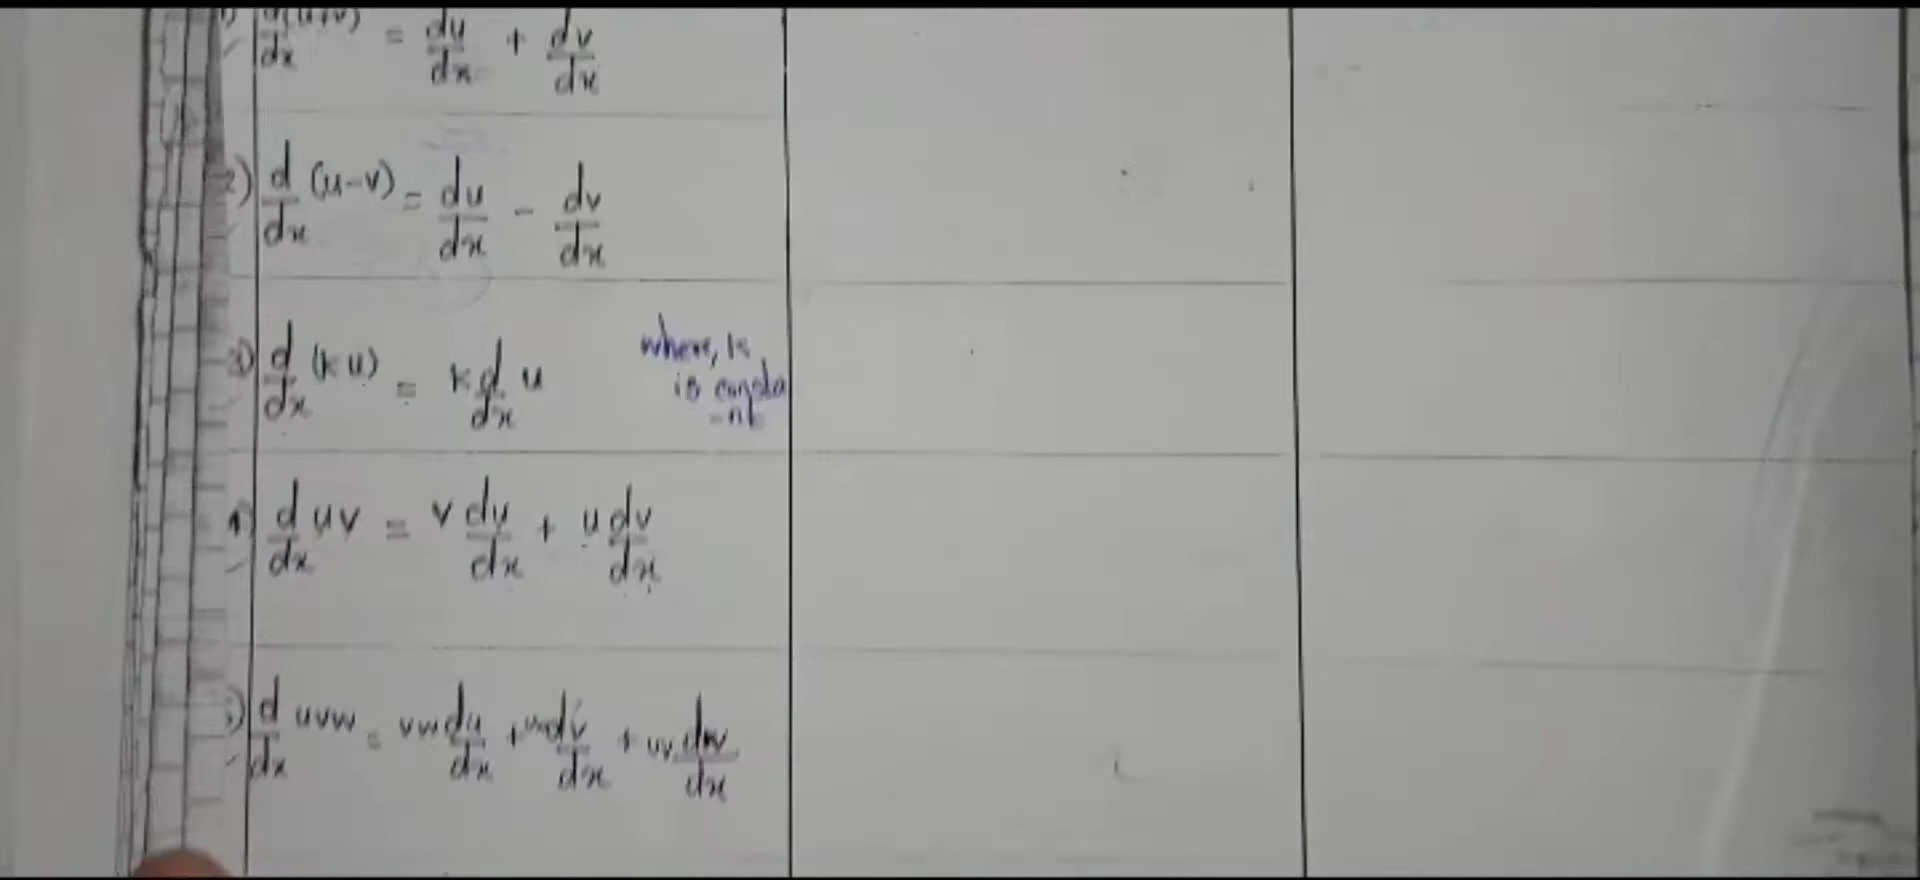 1) d/dx (u+v) = du/dx + dv/dx
2) d/dx (u-v) = du/dx - dv/dx
3) d/dx (k u) = k d/dx u where, k
is consta
-nt
4) d/dx uv = v du/dx + u dv/dx
5) d/dx uvw = vw du/dx + uw dv/dx + uv dw/dx